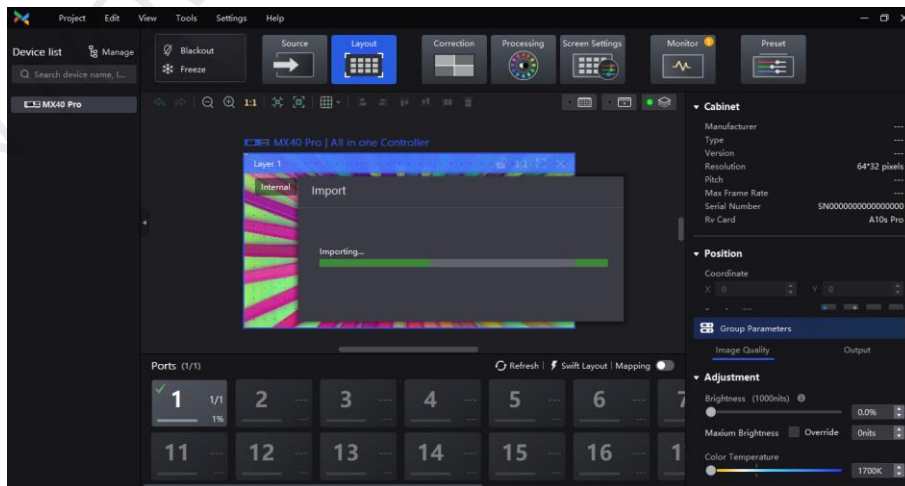 Project Edit View Tools Settings Help
Device list Manage
Search device name, I...
MX40 Pro
Blackout
Freeze
Source
Layout
Correction
Processing
Screen Settings
Monitor
Preset
1:1
MX40 Pro | All in one Controller
Layer 1
1:1
Internal
Import
Importing...
Ports (1/1)
Refresh | Swift Layout | Mapping
1 1/1 2 --- 3 --- 4 --- 5 --- 6 --- 7
1%
11 --- 12 --- 13 --- 14 --- 15 --- 16 ---
Cabinet
Manufacturer ---
Type ---
Version ---
Resolution 64*32 pixels
Pitch ---
Max Frame Rate ---
Serial Number SN0000000000000000
Rv Card A10s Pro
Position
Coordinate
X 0 Y 0
Group Parameters
Image Quality Output
Adjustment
Brightness (1000nits)
0.0%
Maxium Brightness Override 0nits
Color Temperature
1700K